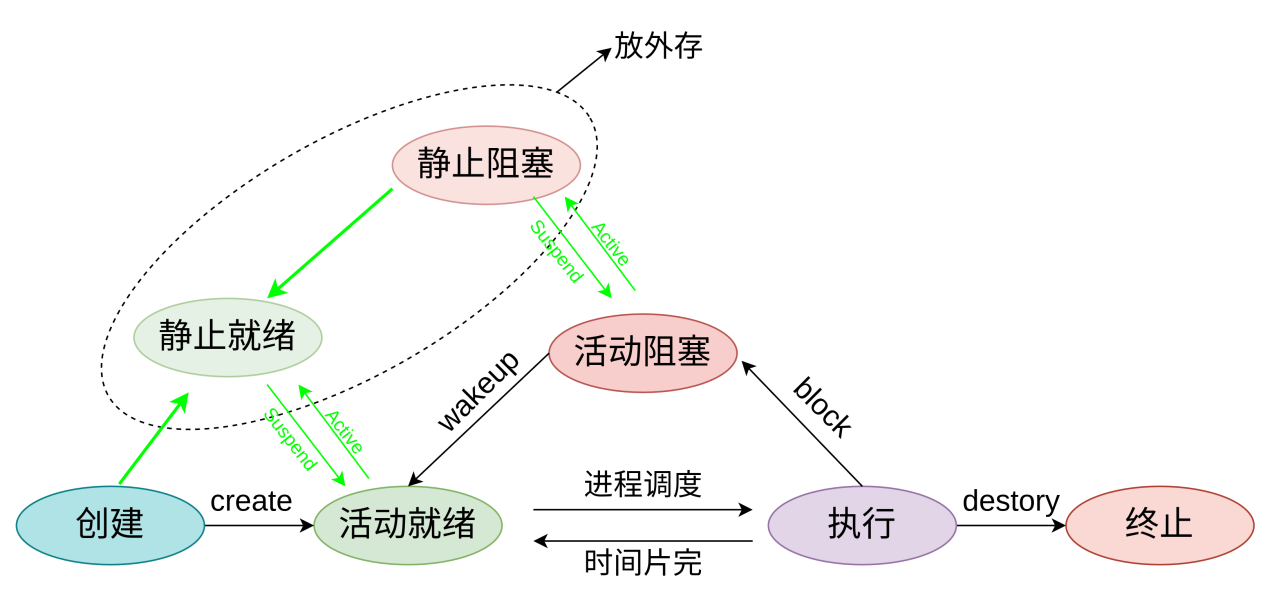 放外存
静止阻塞
Suspend
Active
静止就绪
活动阻塞
wakeup
block
Suspend
Active
创建
create
活动就绪
进程调度
时间片完
执行
destory
终止